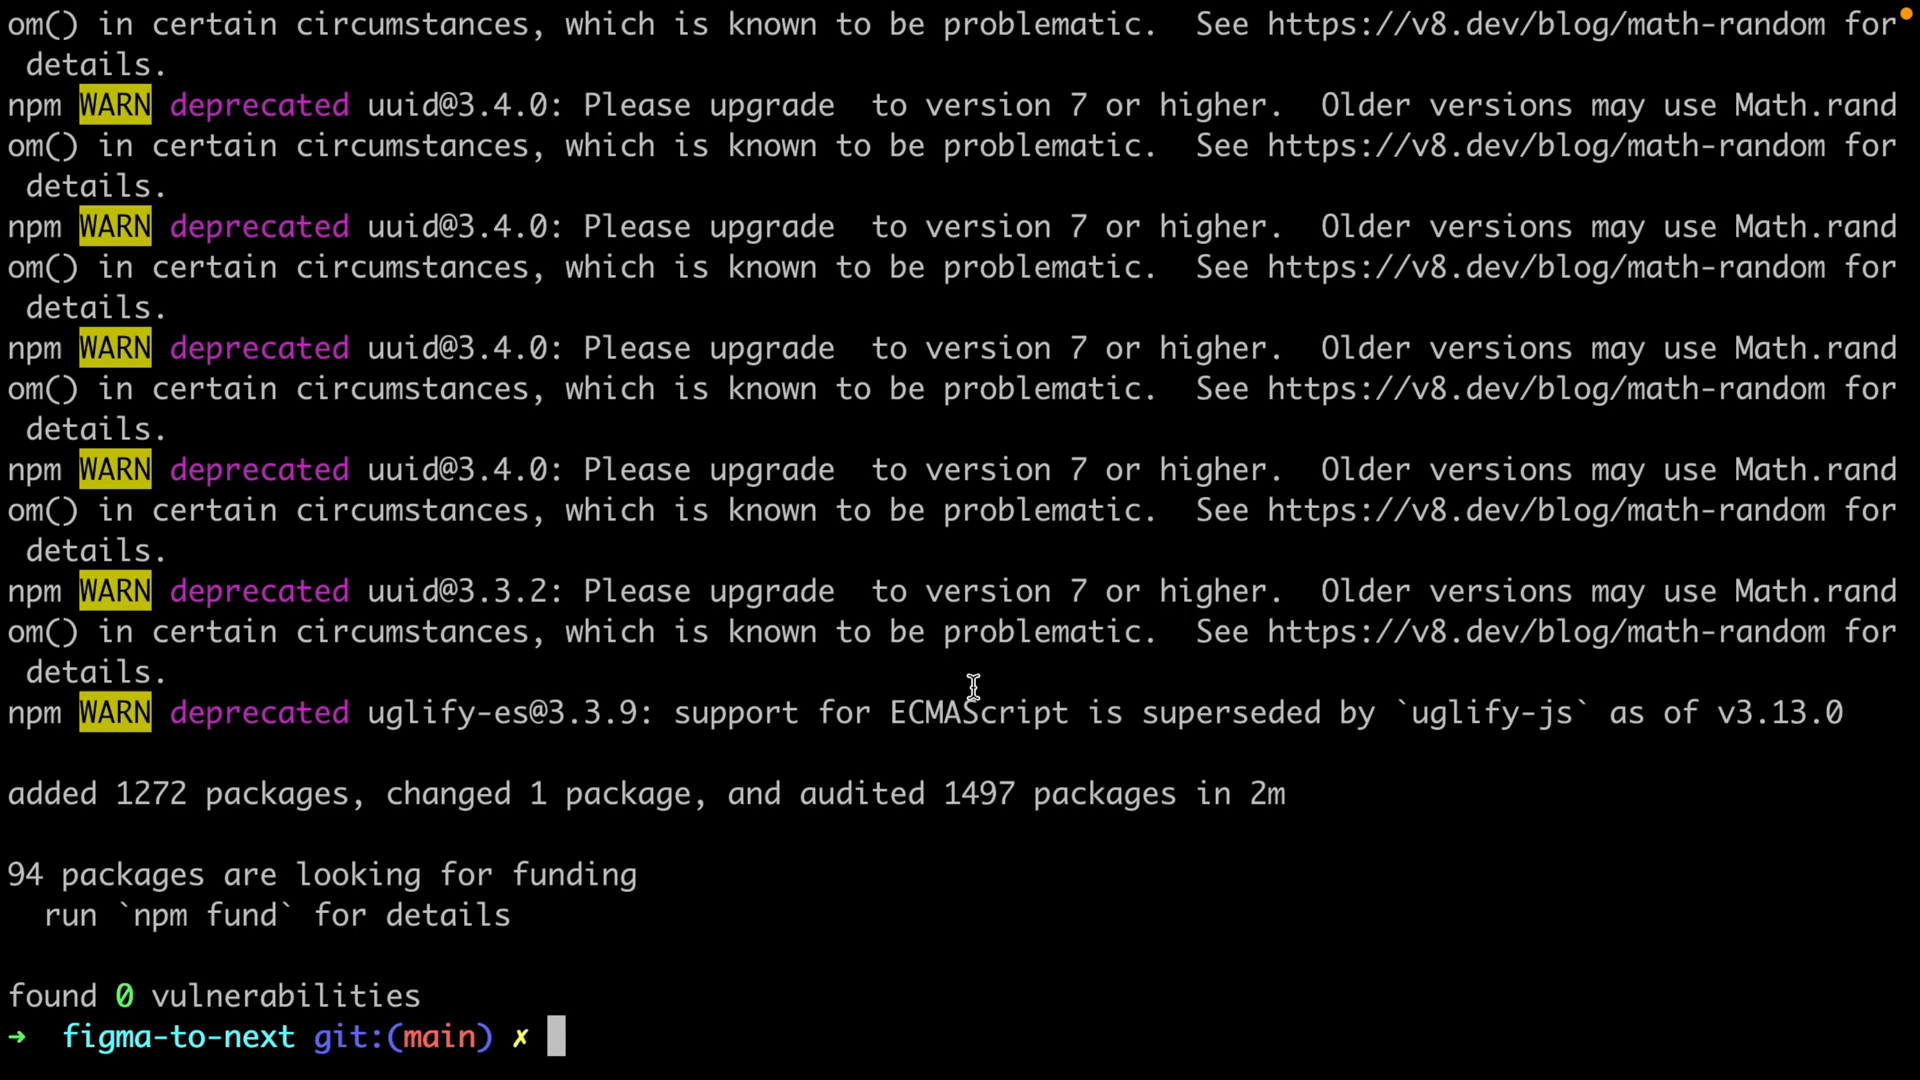 om() in certain circumstances, which is known to be problematic.  See https://v8.dev/blog/math-random for
 details.
npm WARN deprecated uuid@3.4.0: Please upgrade  to version 7 or higher.  Older versions may use Math.rand
om() in certain circumstances, which is known to be problematic.  See https://v8.dev/blog/math-random for
 details.
npm WARN deprecated uuid@3.4.0: Please upgrade  to version 7 or higher.  Older versions may use Math.rand
om() in certain circumstances, which is known to be problematic.  See https://v8.dev/blog/math-random for
 details.
npm WARN deprecated uuid@3.4.0: Please upgrade  to version 7 or higher.  Older versions may use Math.rand
om() in certain circumstances, which is known to be problematic.  See https://v8.dev/blog/math-random for
 details.
npm WARN deprecated uuid@3.4.0: Please upgrade  to version 7 or higher.  Older versions may use Math.rand
om() in certain circumstances, which is known to be problematic.  See https://v8.dev/blog/math-random for
 details.
npm WARN deprecated uuid@3.3.2: Please upgrade  to version 7 or higher.  Older versions may use Math.rand
om() in certain circumstances, which is known to be problematic.  See https://v8.dev/blog/math-random for
 details.
npm WARN deprecated uglify-es@3.3.9: support for ECMAScript is superseded by `uglify-js` as of v3.13.0
added 1272 packages, changed 1 package, and audited 1497 packages in 2m
94 packages are looking for funding
  run `npm fund` for details
found 0 vulnerabilities
➜  figma-to-next git:(main) ✗